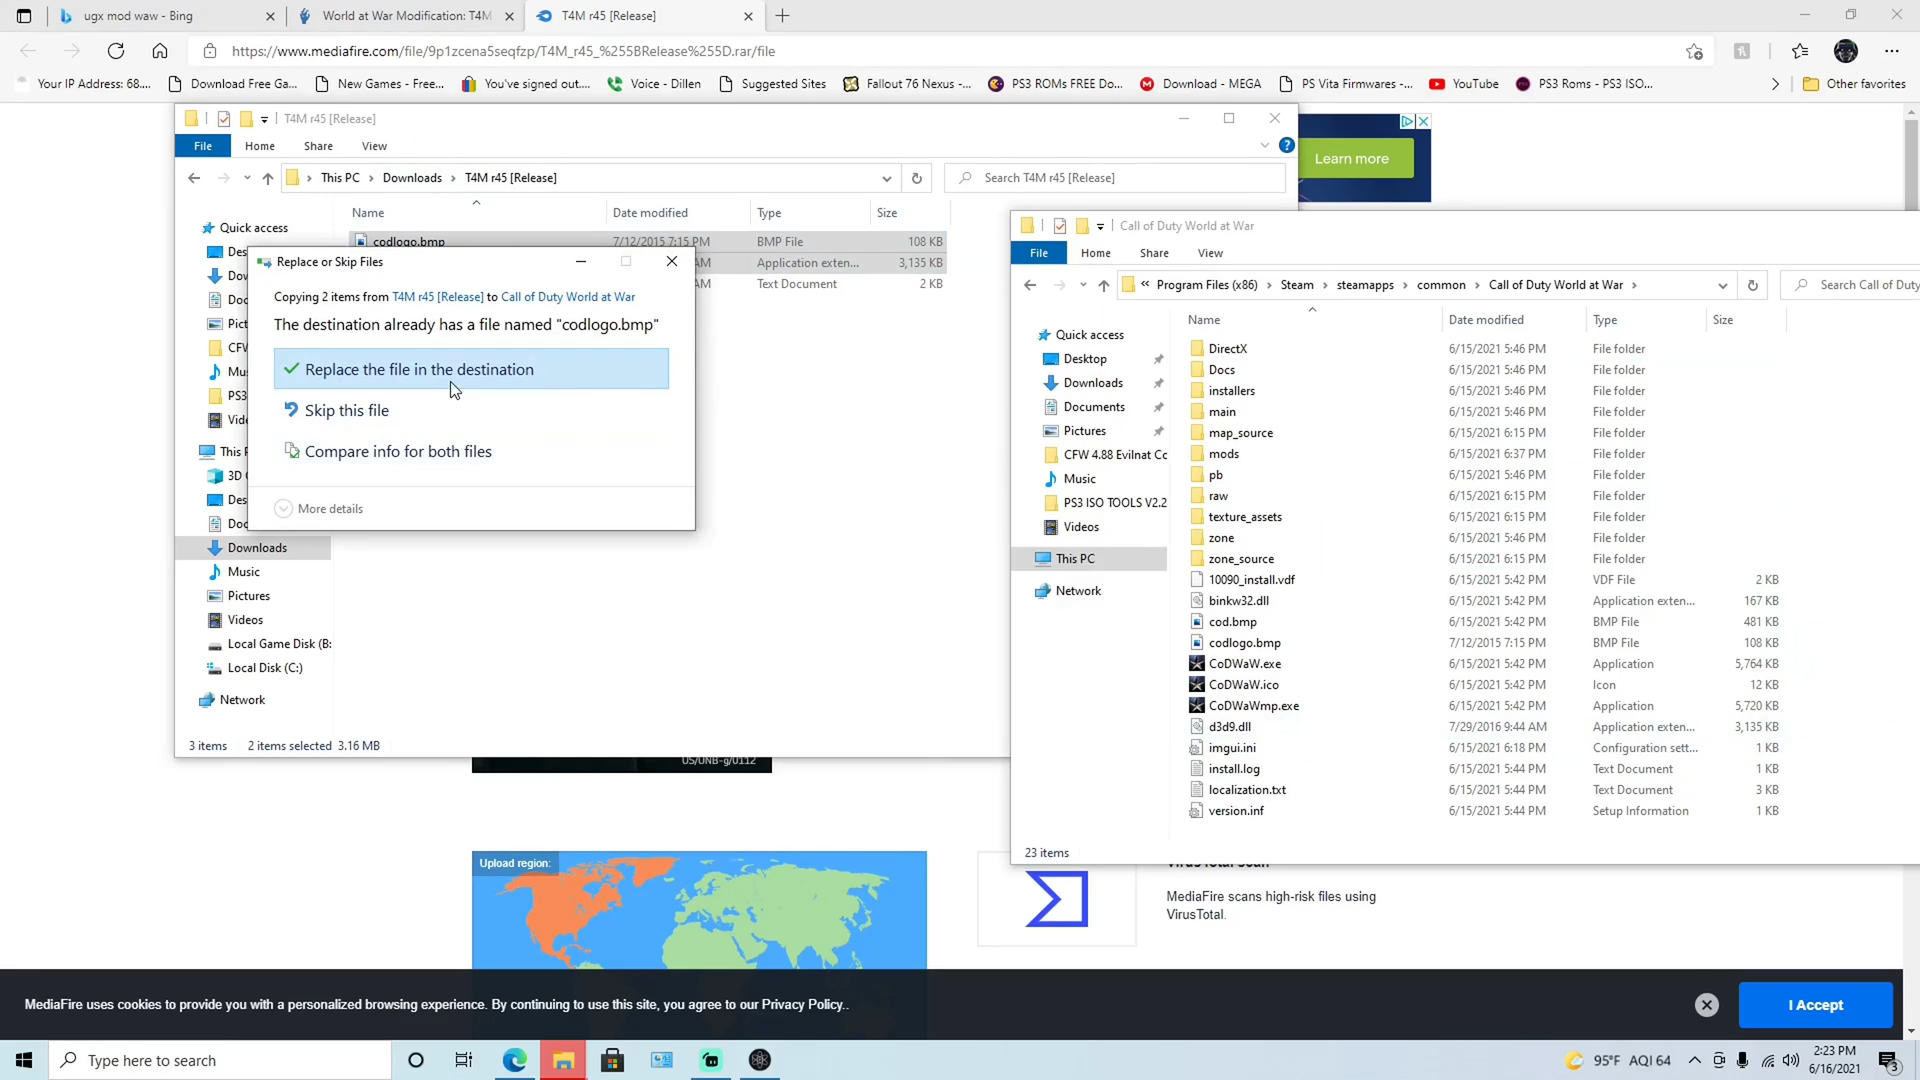 ugx mod waw - Bing
World at War Modification: T4M
T4M r45 [Release]
https://www.mediafire.com/file/9p1zcena5seqfzp/T4M_r45_%255BRelease%255D.rar/file
Your IP Address: 68....
Download Free Ga...
New Games - Free...
You've signed out....
Voice - Dillen
Suggested Sites
Fallout 76 Nexus -...
PS3 ROMs FREE Do...
Download - MEGA
PS Vita Firmwares -...
YouTube
PS3 Roms - PS3 ISO...
Other favorites
T4M r45 [Release]
File
Home
Share
View
This PC
Downloads
T4M r45 [Release]
Search T4M r45 [Release]
Name
Date modified
Type
Size
codlogo.bmp
7/12/2015 7:15 PM
BMP File
108 KB
AM
Application exten...
3,135 KB
AM
Text Document
2 KB
Quick access
Des
Dow
Doc
Pict
CFW
Mus
PS3
Vide
This P
3D O
Des
Doc
Downloads
Music
Pictures
Videos
Local Game Disk (B:
Local Disk (C:)
Network
3 items
2 items selected 3.16 MB
Replace or Skip Files
Copying 2 items from T4M r45 [Release] to Call of Duty World at War
The destination already has a file named "codlogo.bmp"
Replace the file in the destination
Skip this file
Compare info for both files
More details
Learn more
Call of Duty World at War
File
Home
Share
View
« Program Files (x86)
Steam
steamapps
common
Call of Duty World at War
Search Call of Duty
Name
Date modified
Type
Size
Quick access
Desktop
Downloads
Documents
Pictures
CFW 4.88 Evilnat Co
Music
PS3 ISO TOOLS V2.2
Videos
This PC
Network
DirectX 6/15/2021 5:46 PM File folder
Docs 6/15/2021 5:46 PM File folder
installers 6/15/2021 5:46 PM File folder
main 6/15/2021 5:46 PM File folder
map_source 6/15/2021 6:15 PM File folder
mods 6/15/2021 6:37 PM File folder
pb 6/15/2021 5:46 PM File folder
raw 6/15/2021 6:15 PM File folder
texture_assets 6/15/2021 6:15 PM File folder
zone 6/15/2021 5:46 PM File folder
zone_source 6/15/2021 6:15 PM File folder
10090_install.vdf 6/15/2021 5:42 PM VDF File 2 KB
binkw32.dll 6/15/2021 5:42 PM Application exten... 167 KB
cod.bmp 6/15/2021 5:42 PM BMP File 481 KB
codlogo.bmp 7/12/2015 7:15 PM BMP File 108 KB
CoDWaW.exe 6/15/2021 5:42 PM Application 5,764 KB
CoDWaW.ico 6/15/2021 5:42 PM Icon 12 KB
CoDWaWmp.exe 6/15/2021 5:42 PM Application 5,720 KB
d3d9.dll 7/29/2016 9:44 AM Application exten... 3,135 KB
imgui.ini 6/15/2021 6:18 PM Configuration sett... 1 KB
install.log 6/15/2021 5:44 PM Text Document 1 KB
localization.txt 6/15/2021 5:44 PM Text Document 3 KB
version.inf 6/15/2021 5:44 PM Setup Information 1 KB
23 items
US/UNB-g/0112
Upload region:
VirusTotal scan
MediaFire scans high-risk files using
VirusTotal.
MediaFire uses cookies to provide you with a personalized browsing experience. By continuing to use this site, you agree to our Privacy Policy..
I Accept
Type here to search
95°F AQI 64
2:23 PM
6/16/2021
3